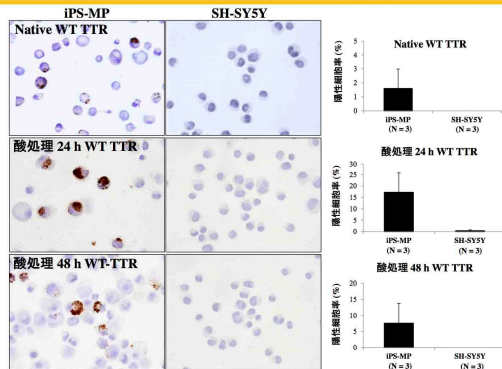 iPS-MP
SH-SY5Y
Native WT TTR
酸処理 24 h WT TTR
酸処理 48 h WT-TTR
Native WT TTR
陽性細胞率 (%)
5
4
3
2
1
0
iPS-MP
(N = 3)
SH-SY5Y
(N = 3)
酸処理 24 h WT TTR
陽性細胞率 (%)
30
25
20
15
10
5
0
iPS-MP
(N = 3)
SH-SY5Y
(N = 3)
酸処理 48 h WT TTR
陽性細胞率 (%)
20
15
10
5
0
iPS-MP
(N = 3)
SH-SY5Y
(N = 3)